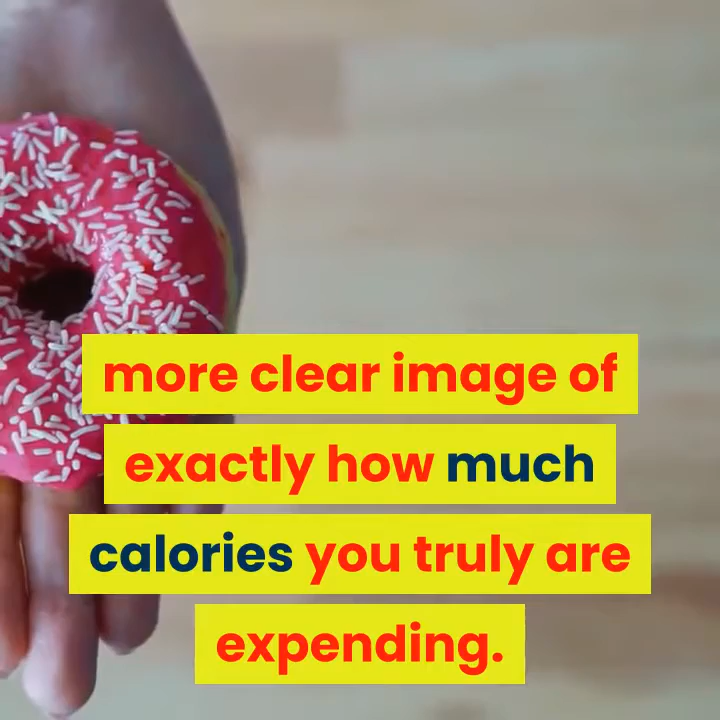 more clear image of
exactly how much
calories you truly are
expending.